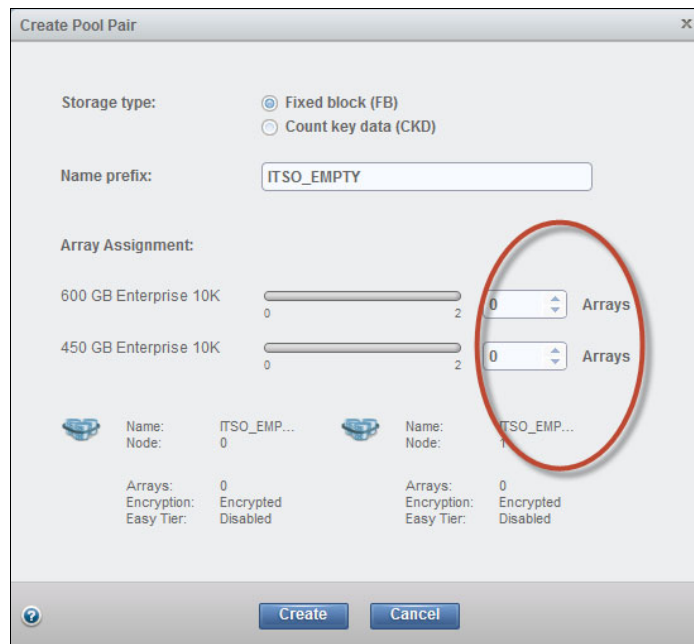 Create Pool Pair x
Storage type: Fixed block (FB)
Count key data (CKD)
Name prefix: ITSO_EMPTY
Array Assignment:
600 GB Enterprise 10K 0 2 0 Arrays
450 GB Enterprise 10K 0 2 0 Arrays
Name: ITSO_EMP... Name: ITSO_EMP...
Node: 0 Node: 1
Arrays: 0 Arrays: 0
Encryption: Encrypted Encryption: Encrypted
Easy Tier: Disabled Easy Tier: Disabled
? Create Cancel